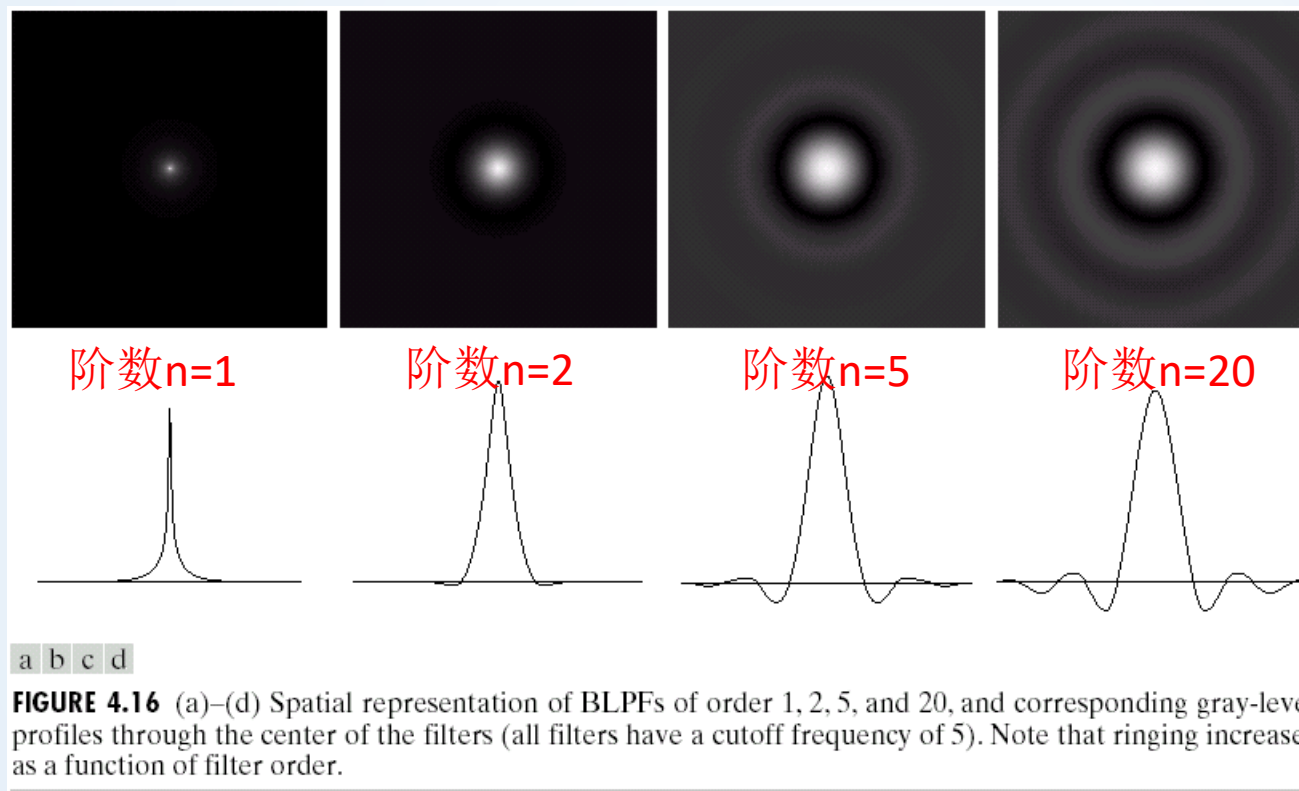 阶数n=1
阶数n=2
阶数n=5
阶数n=20
a b c d
FIGURE 4.16 (a)–(d) Spatial representation of BLPFs of order 1, 2, 5, and 20, and corresponding gray-leve
profiles through the center of the filters (all filters have a cutoff frequency of 5). Note that ringing increase
as a function of filter order.